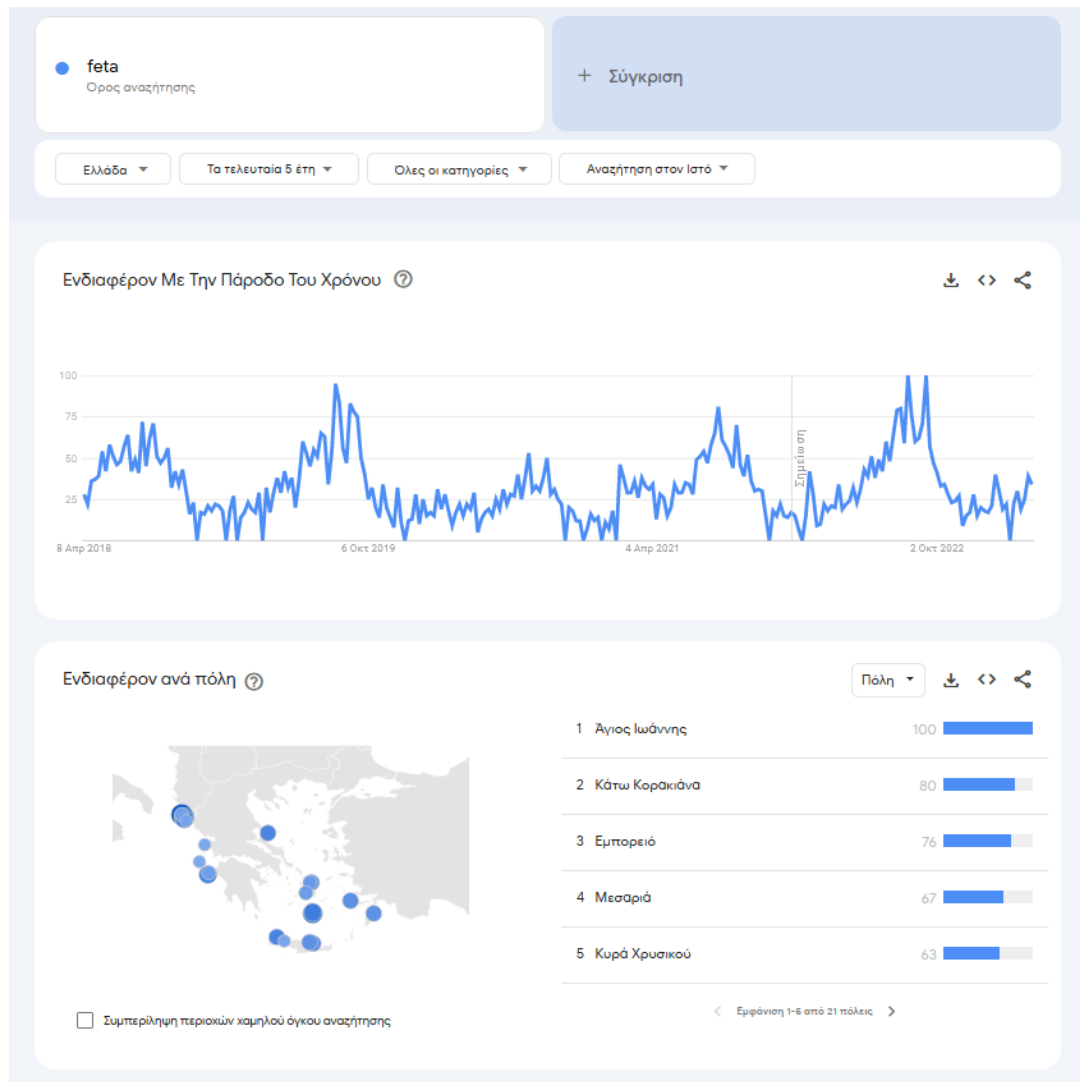 feta
Όρος αναζήτησης
+ Σύγκριση
Ελλάδα
Τα τελευταία 5 έτη
Όλες οι κατηγορίες
Αναζήτηση στον Ιστό
Ενδιαφέρον Με Την Πάροδο Του Χρόνου
100
75
50
25
Σημείωση
8 Απρ 2018
6 Οκτ 2019
4 Απρ 2021
2 Οκτ 2022
Ενδιαφέρον ανά πόλη
Πόλη
1 Άγιος Ιωάννης 100
2 Κάτω Κορακιάνα 80
3 Εμπορειό 76
4 Μεσαριά 67
5 Κυρά Χρυσικού 63
Συμπερίληψη περιοχών χαμηλού όγκου αναζήτησης
Εμφάνιση 1-5 από 21 πόλεις